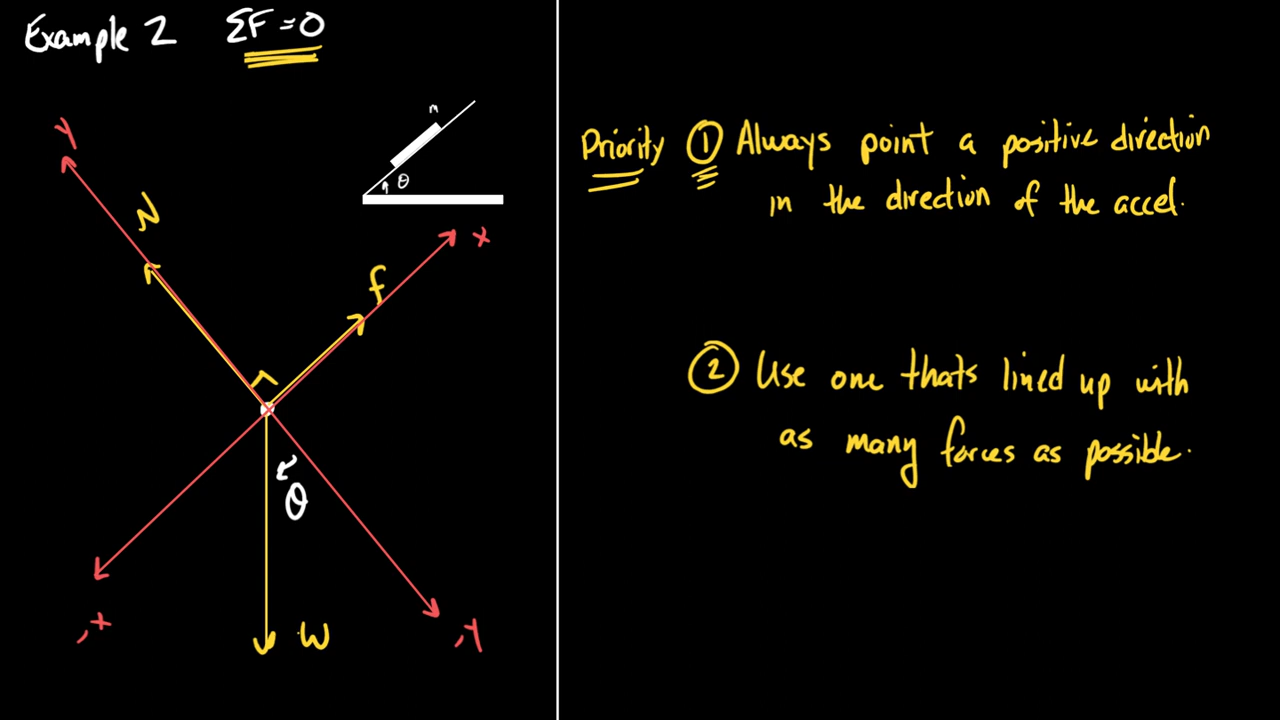 Example 2 ΣF = 0
m
θ
y
N
x
f
θ
-x
w
-y
Priority ① Always point a positive direction
in the direction of the accel.
② Use one thats lined up with
as many forces as possible.